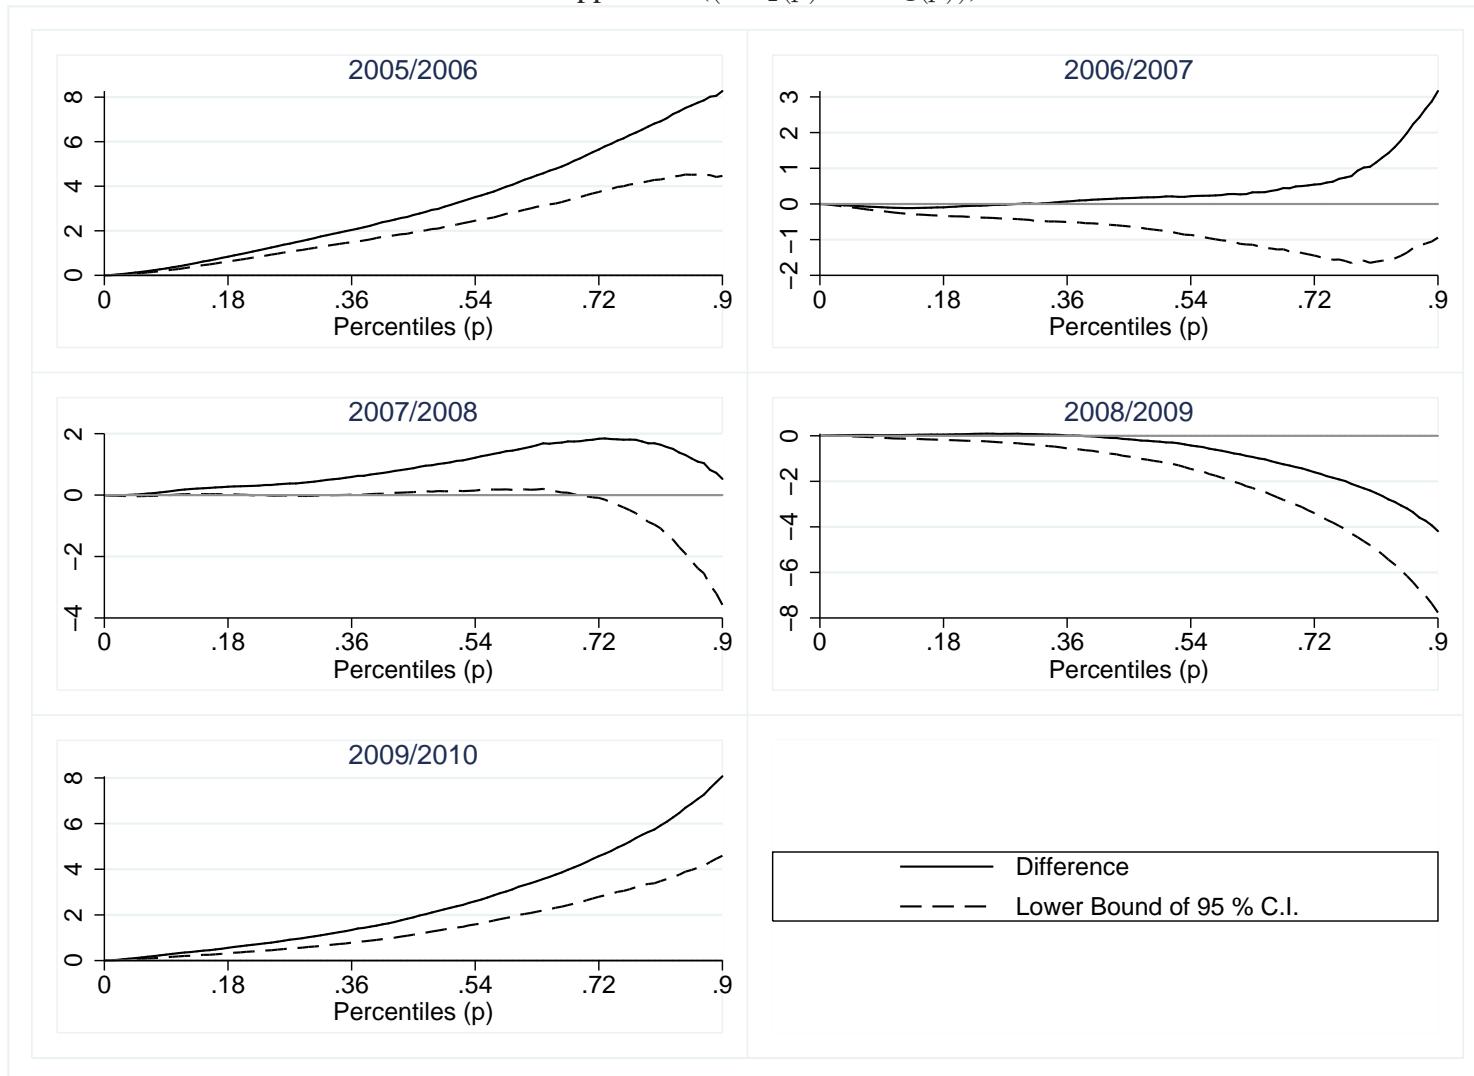 2005/2006
8
6
4
2
0
0 .18 .36 .54 .72 .9
Percentiles (p)
2006/2007
3
2
1
0
−1
−2
0 .18 .36 .54 .72 .9
Percentiles (p)
2007/2008
2
0
−2
−4
0 .18 .36 .54 .72 .9
Percentiles (p)
2008/2009
0
−2
−4
−6
−8
0 .18 .36 .54 .72 .9
Percentiles (p)
2009/2010
8
6
4
2
0
0 .18 .36 .54 .72 .9
Percentiles (p)
Difference
Lower Bound of 95 % C.I.